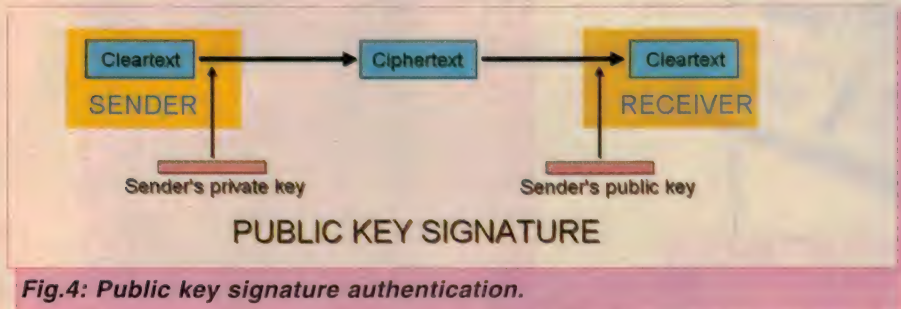 Cleartext
Ciphertext
Cleartext
SENDER
RECEIVER
Sender's private key
Sender's public key
PUBLIC KEY SIGNATURE
Fig.4: Public key signature authentication.